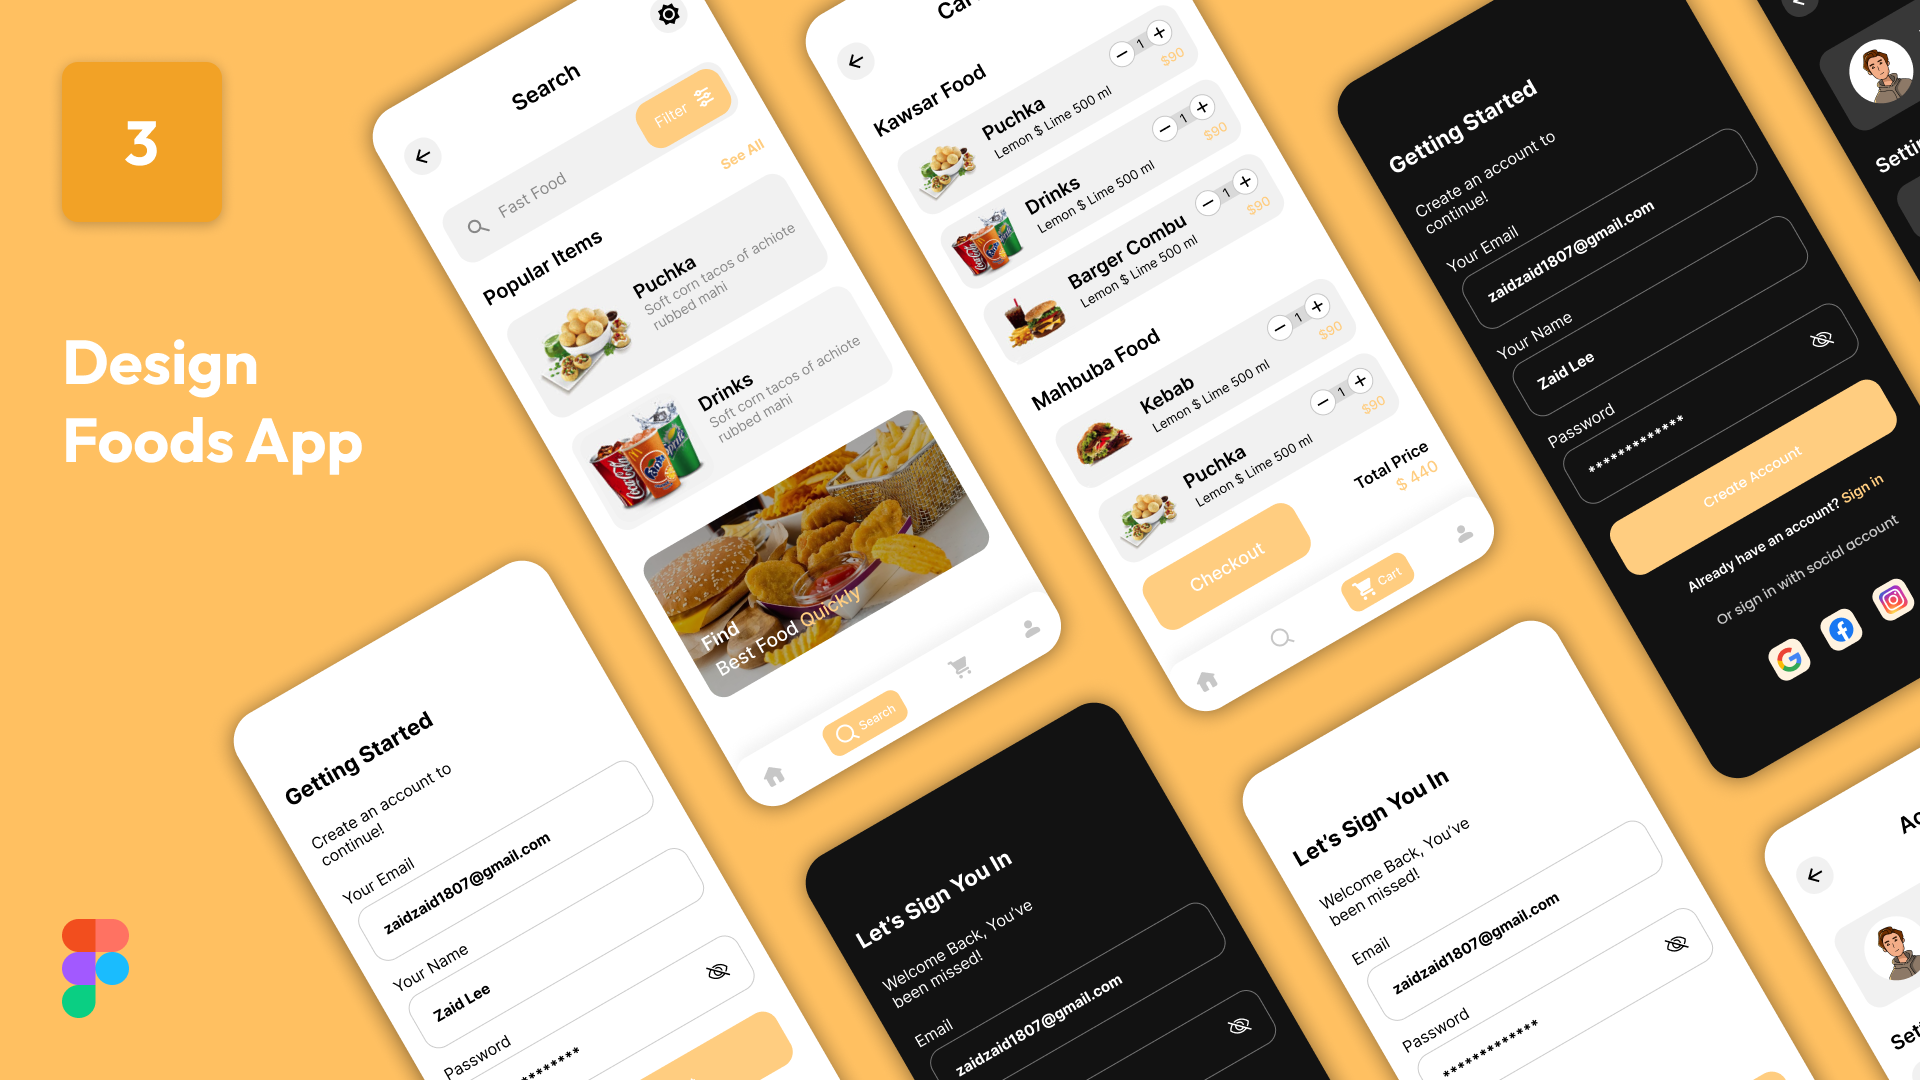 3
Design
Foods App
Search
Filter
Fast Food
See All
Popular Items
Puchka
Soft corn tacos of achiote
rubbed mahi
Drinks
Soft corn tacos of achiote
rubbed mahi
Find
Best Food Quickly
Search
Kawsar Food
Puchka
Lemon $ Lime 500 ml
1
$90
Drinks
Lemon $ Lime 500 ml
1
$90
Barger Combu
Lemon $ Lime 500 ml
1
$90
Mahbuba Food
Kebab
Lemon $ Lime 500 ml
1
$90
Puchka
Lemon $ Lime 500 ml
1
$90
Total Price
$ 440
Checkout
Cart
Getting Started
Create an account to
continue!
Your Email
zaidzaid1807@gmail.com
Your Name
Zaid Lee
Password
*************
Create Account
Already have an account? Sign in
Or sign in with social account
Getting Started
Create an account to
continue!
Your Email
zaidzaid1807@gmail.com
Your Name
Zaid Lee
Password
Let's Sign You In
Welcome Back, You've
been missed!
Email
zaidzaid1807@gmail.com
Let's Sign You In
Welcome Back, You've
been missed!
Email
zaidzaid1807@gmail.com
Password
*************